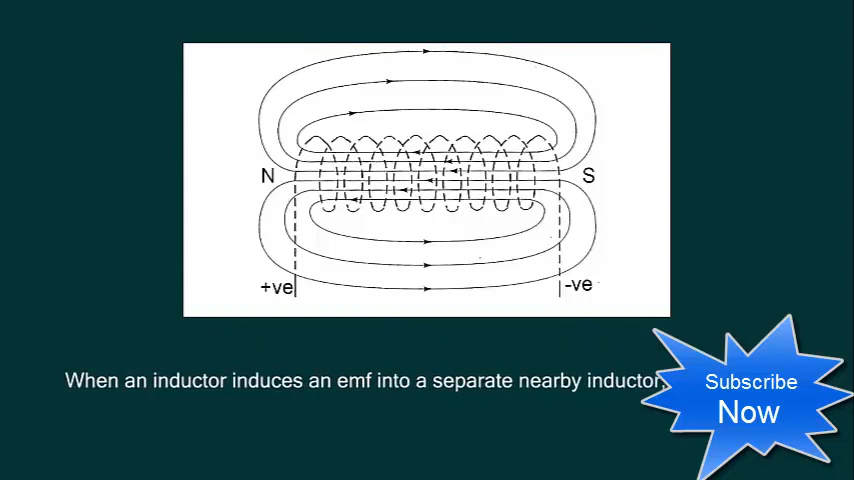 N
S
+ve
-ve
When an inductor induces an emf into a separate nearby inductor,
Subscribe
Now